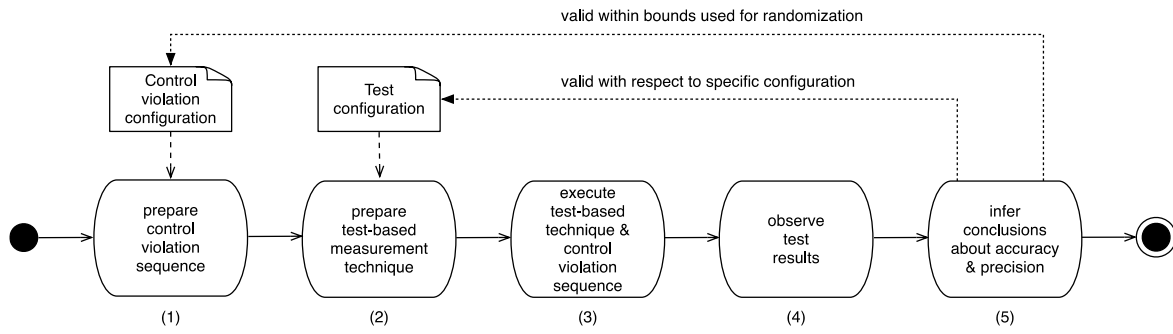 valid within bounds used for randomization
Control
violation
configuration
Test
configuration
valid with respect to specific configuration
prepare
control
violation
sequence
prepare
test-based
measurement
technique
execute
test-based
technique &
control
violation
sequence
observe
test
results
infer
conclusions
about accuracy
& precision
(1)
(2)
(3)
(4)
(5)